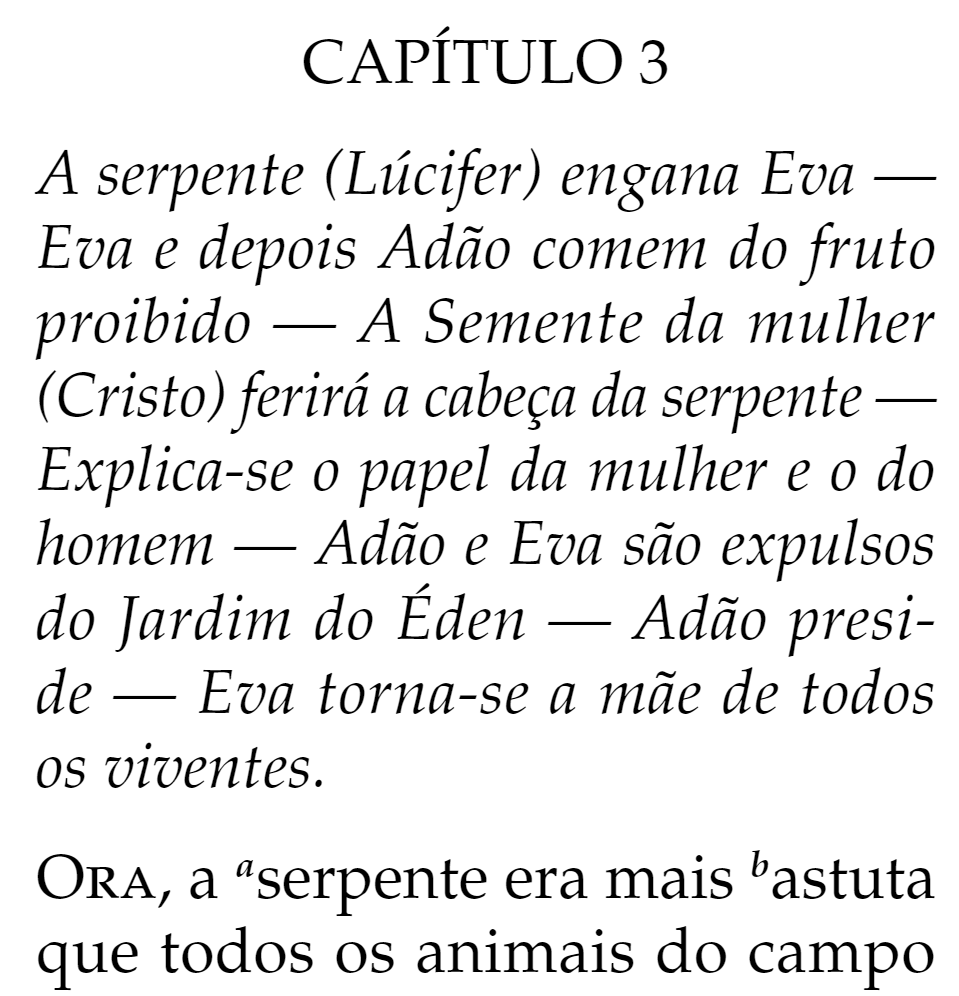 CAPÍTULO 3
A serpente (Lúcifer) engana Eva —
Eva e depois Adão comem do fruto
proibido — A Semente da mulher
(Cristo) ferirá a cabeça da serpente —
Explica-se o papel da mulher e o do
homem — Adão e Eva são expulsos
do Jardim do Éden — Adão presi-
de — Eva torna-se a mãe de todos
os viventes.
ORA, a ᵃserpente era mais ᵇastuta
que todos os animais do campo